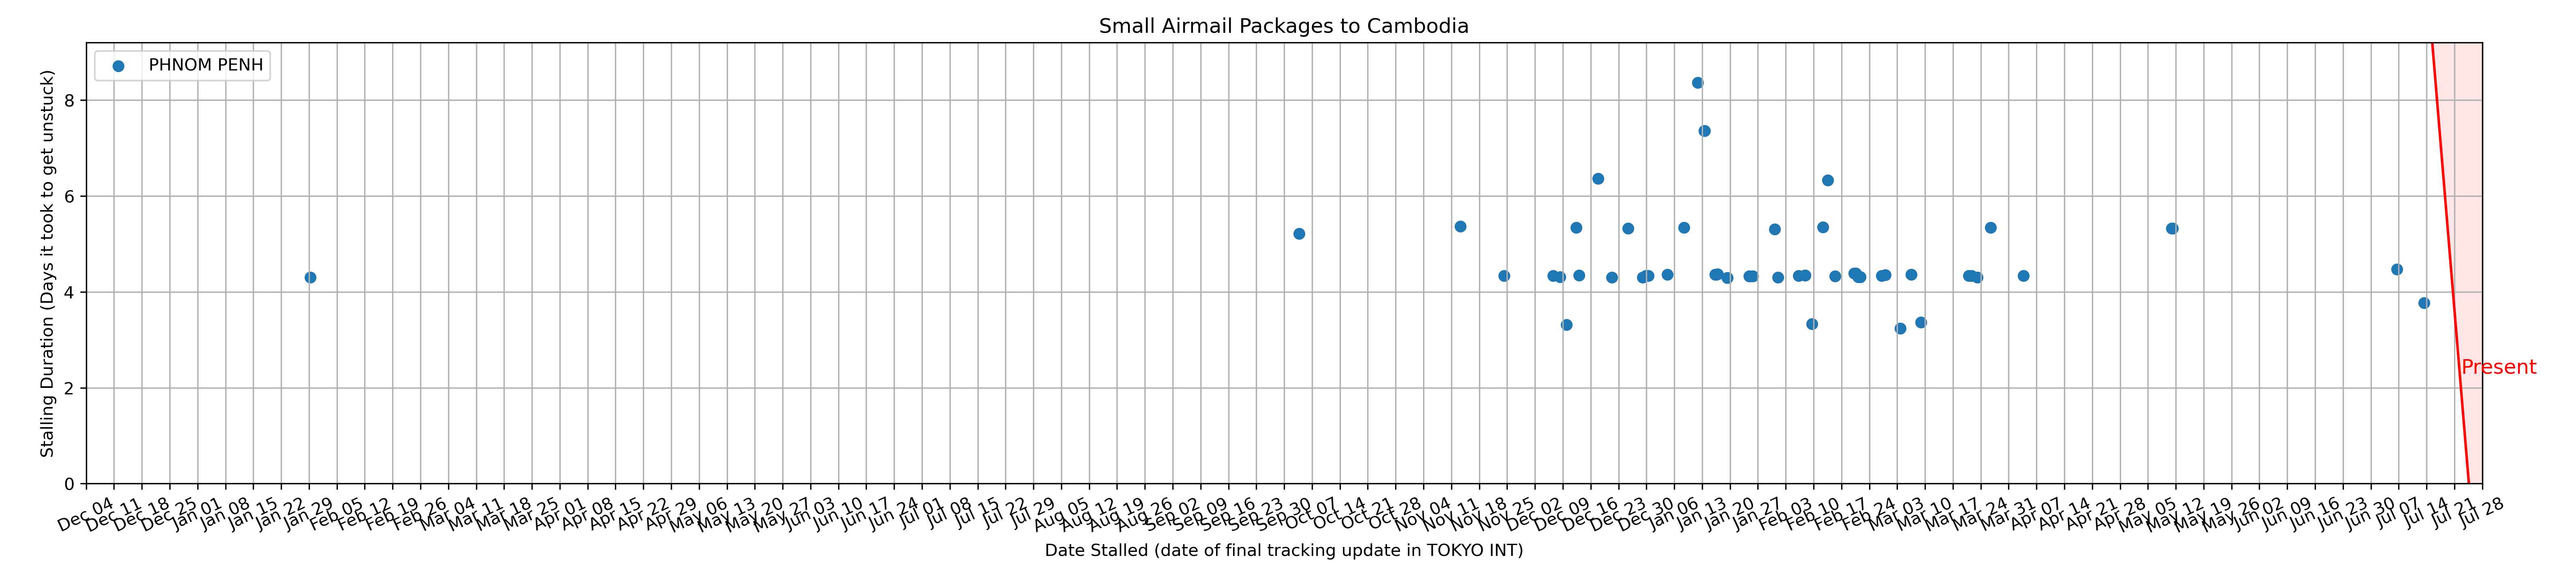 Small Airmail Packages to Cambodia
PHNOM PENH
Stalling Duration (Days it took to get unstuck)
8
6
4
2
0
Present
Dec 04 Dec 11 Dec 18 Dec 25 Jan 01 Jan 08 Jan 15 Jan 22 Jan 29 Feb 05 Feb 12 Feb 19 Feb 26 Mar 04 Mar 11 Mar 18 Mar 25 Apr 01 Apr 08 Apr 15 Apr 22 Apr 29 May 06 May 13 May 20 May 27 Jun 03 Jun 10 Jun 17 Jun 24 Jul 01 Jul 08 Jul 15 Jul 22 Jul 29 Aug 05 Aug 12 Aug 19 Aug 26 Sep 02 Sep 09 Sep 16 Sep 23 Sep 30 Oct 07 Oct 14 Oct 21 Oct 28 Nov 04 Nov 11 Nov 18 Nov 25 Dec 02 Dec 09 Dec 16 Dec 23 Dec 30 Jan 06 Jan 13 Jan 20 Jan 27 Feb 03 Feb 10 Feb 17 Feb 24 Mar 03 Mar 10 Mar 17 Mar 24 Mar 31 Apr 07 Apr 14 Apr 21 Apr 28 May 05 May 12 May 19 May 26 Jun 02 Jun 09 Jun 16 Jun 23 Jun 30 Jul 07 Jul 14 Jul 21 Jul 28
Date Stalled (date of final tracking update in TOKYO INT)